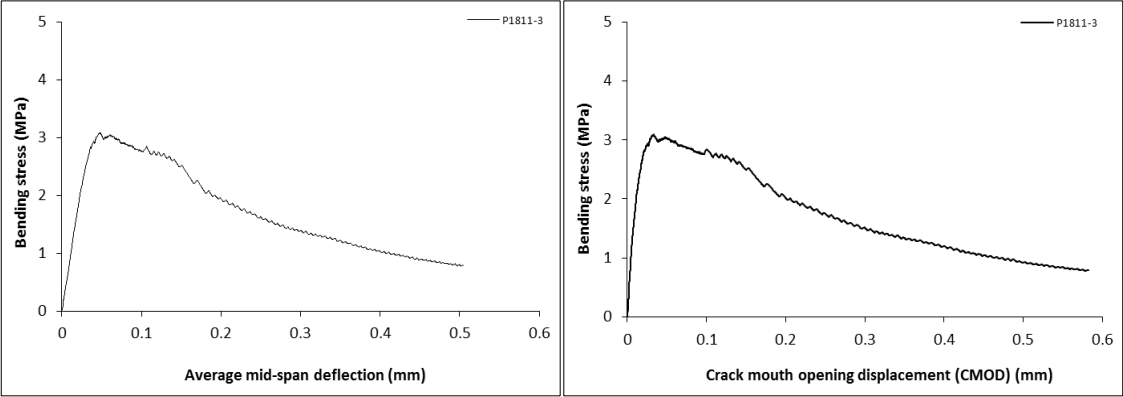 P1811-3
5
4
3
2
1
0
Bending stress (MPa)
0 0.1 0.2 0.3 0.4 0.5 0.6
Average mid-span deflection (mm)
P1811-3
5
4
3
2
1
0
Bending stress (MPa)
0 0.1 0.2 0.3 0.4 0.5 0.6
Crack mouth opening displacement (CMOD) (mm)